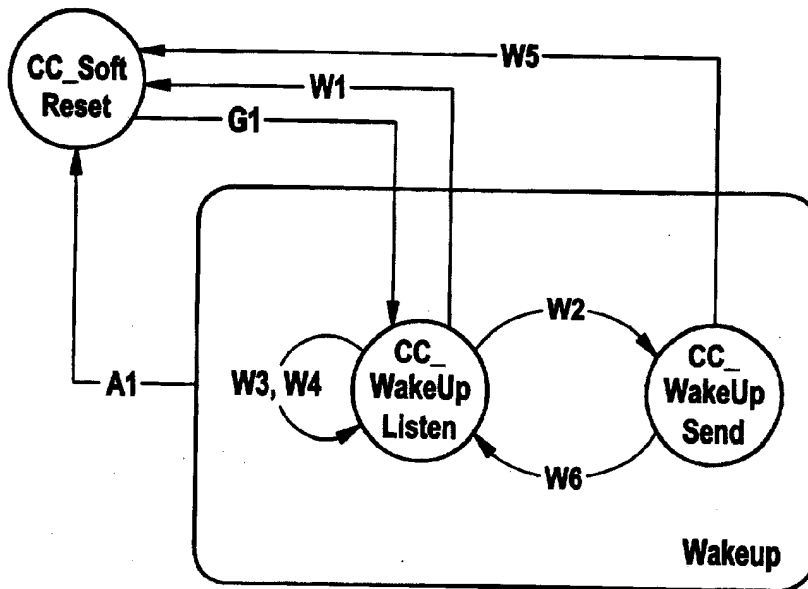 CC_Soft
Reset
W5
W1
G1
W2
CC_
WakeUp
Listen
CC_
WakeUp
Send
W3, W4
A1
W6
Wakeup